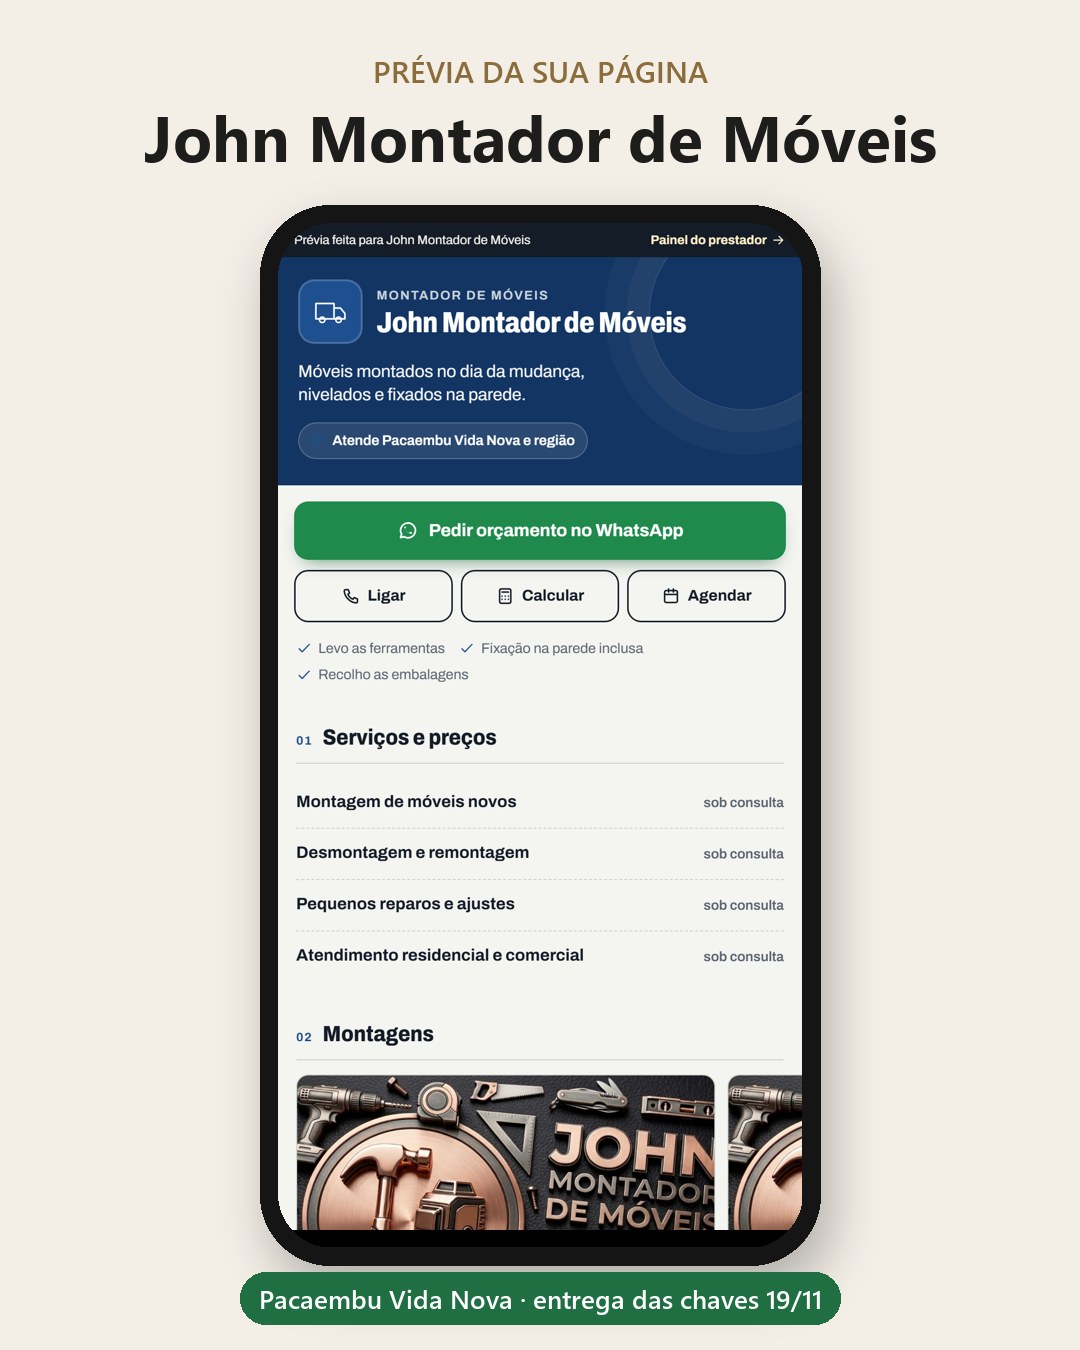 PRÉVIA DA SUA PÁGINA
John Montador de Móveis
Prévia feita para John Montador de Móveis
Painel do prestador →
MONTADOR DE MÓVEIS
John Montador de Móveis
Móveis montados no dia da mudança,
nivelados e fixados na parede.
Atende Pacaembu Vida Nova e região
Pedir orçamento no WhatsApp
Ligar
Calcular
Agendar
Levo as ferramentas
Fixação na parede inclusa
Recolho as embalagens
01 Serviços e preços
Montagem de móveis novos
sob consulta
Desmontagem e remontagem
sob consulta
Pequenos reparos e ajustes
sob consulta
Atendimento residencial e comercial
sob consulta
02 Montagens
JOHN
MONTADOR
DE MÓVEIS
Pacaembu Vida Nova · entrega das chaves 19/11